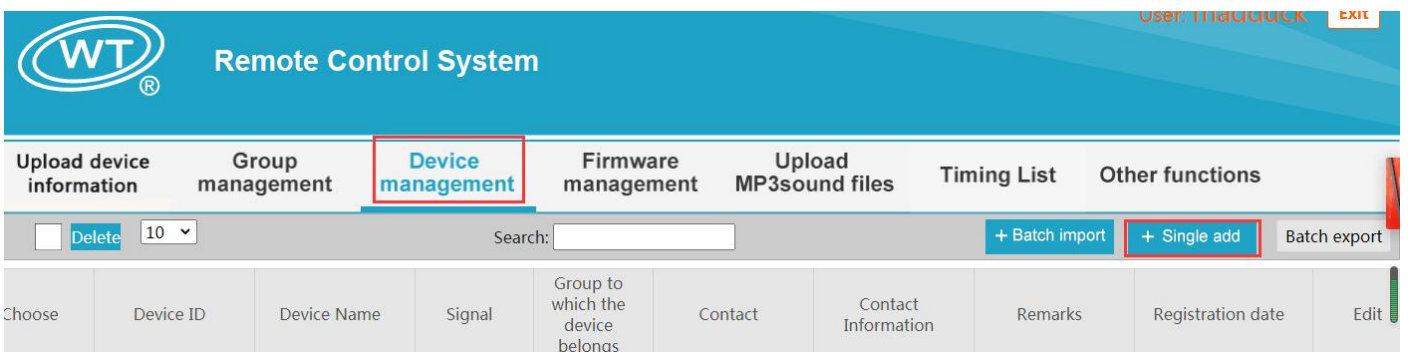 User: madduck Exit
WT
®
Remote Control System
Upload device information
Group management
Device management
Firmware management
Upload MP3sound files
Timing List
Other functions
Delete 10 Search: + Batch import + Single add Batch export
Choose
Device ID
Device Name
Signal
Group to which the device belongs
Contact
Contact Information
Remarks
Registration date
Edit